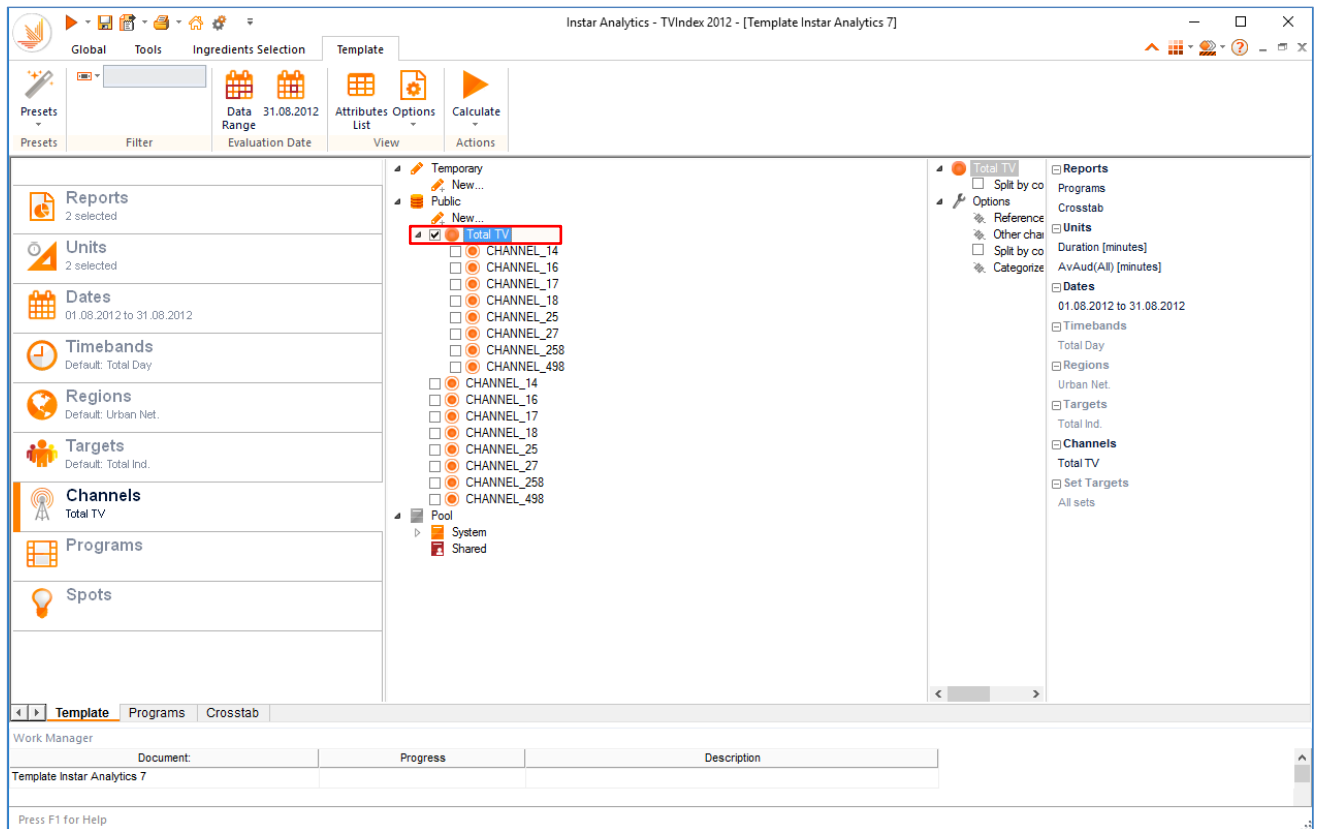 Instar Analytics - TVIndex 2012 - [Template Instar Analytics 7]
Global Tools Ingredients Selection Template
Presets
Data Range
31.08.2012
Attributes List
Options
Calculate
Presets Filter Evaluation Date View Actions
Reports
2 selected
Units
2 selected
Dates
01.08.2012 to 31.08.2012
Timebands
Default: Total Day
Regions
Default: Urban Net.
Targets
Default: Total Ind.
Channels
Total TV
Programs
Spots
Temporary
New...
Public
New...
Total TV
CHANNEL_14
CHANNEL_16
CHANNEL_17
CHANNEL_18
CHANNEL_25
CHANNEL_27
CHANNEL_258
CHANNEL_498
CHANNEL_14
CHANNEL_16
CHANNEL_17
CHANNEL_18
CHANNEL_25
CHANNEL_27
CHANNEL_258
CHANNEL_498
Pool
System
Shared
Total TV
Split by co
Options
Reference
Other chai
Split by co
Categorize
Reports
Programs
Crosstab
Units
Duration [minutes]
AvAud(All) [minutes]
Dates
01.08.2012 to 31.08.2012
Timebands
Total Day
Regions
Urban Net.
Targets
Total Ind.
Channels
Total TV
Set Targets
All sets
Template Programs Crosstab
Work Manager
Document: Progress Description
Template Instar Analytics 7
Press F1 for Help